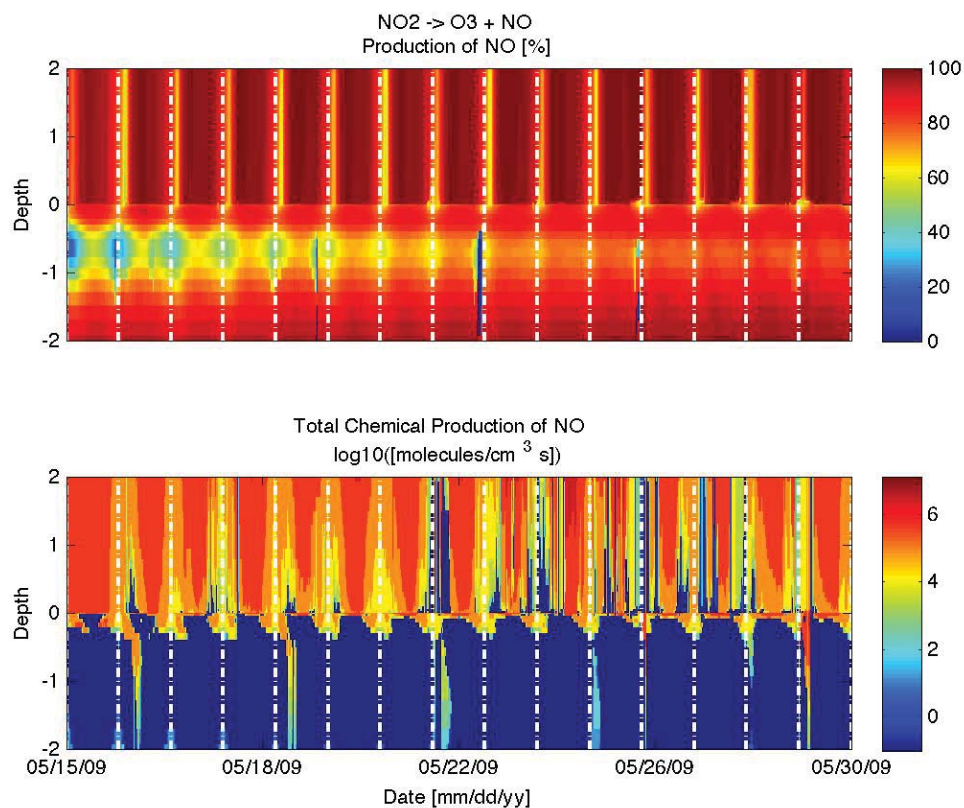 NO2 -> O3 + NO
Production of NO [%]
2
1
0
-1
-2
Depth
100
80
60
40
20
0
Total Chemical Production of NO
log10([molecules/cm 3 s])
2
1
0
-1
-2
Depth
6
4
2
0
05/15/09 05/18/09 05/22/09 05/26/09 05/30/09
Date [mm/dd/yy]